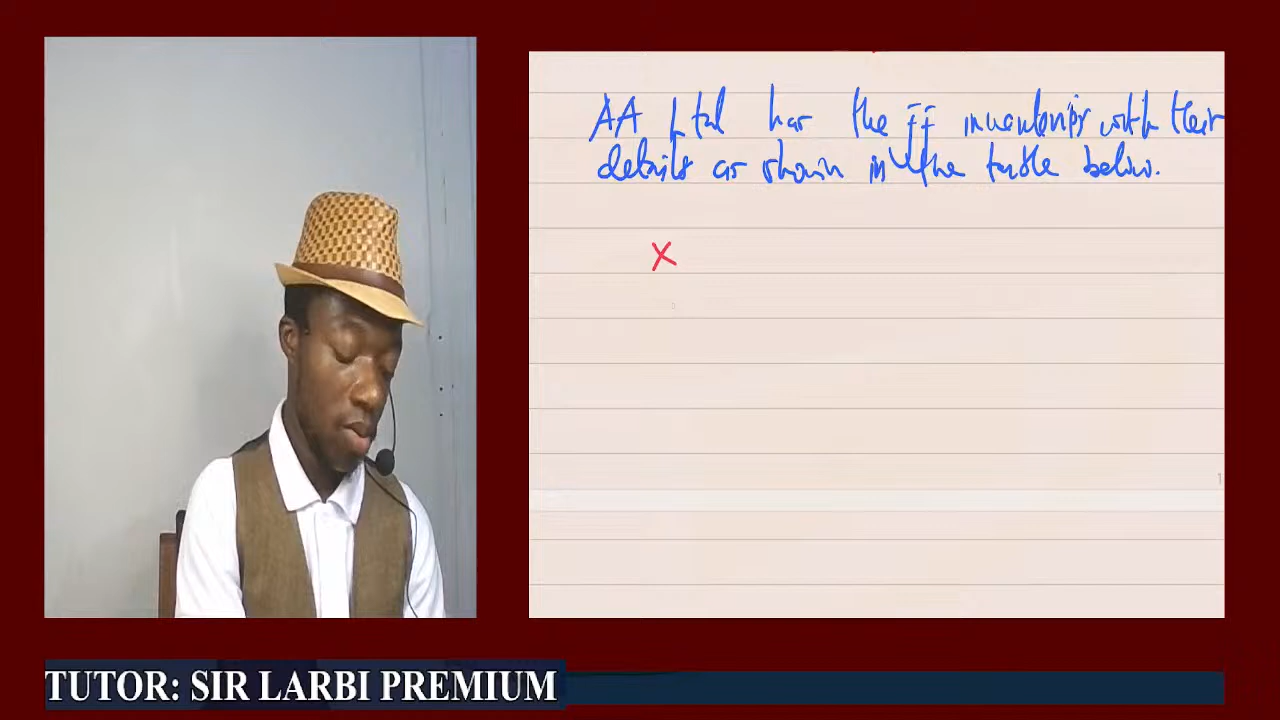 AA Ltd has the ff inventories with their
details as shown in the table below.
X
TUTOR: SIR LARBI PREMIUM